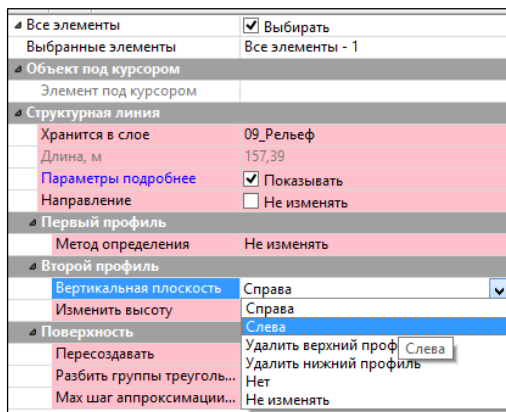 Все элементы Выбирать
Выбранные элементы Все элементы - 1
Объект под курсором
Элемент под курсором
Структурная линия
Хранится в слое 09_Рельеф
Длина, м 157,39
Параметры подробнее Показывать
Направление Не изменять
Первый профиль
Метод определения Не изменять
Второй профиль
Вертикальная плоскость Справа
Изменить высоту Справа
Слева
Поверхность Удалить верхний проф Слева
Пересоздавать Удалить нижний профиль
Разбить группы треуголь... Нет
Мах шаг аппроксимации... Не изменять